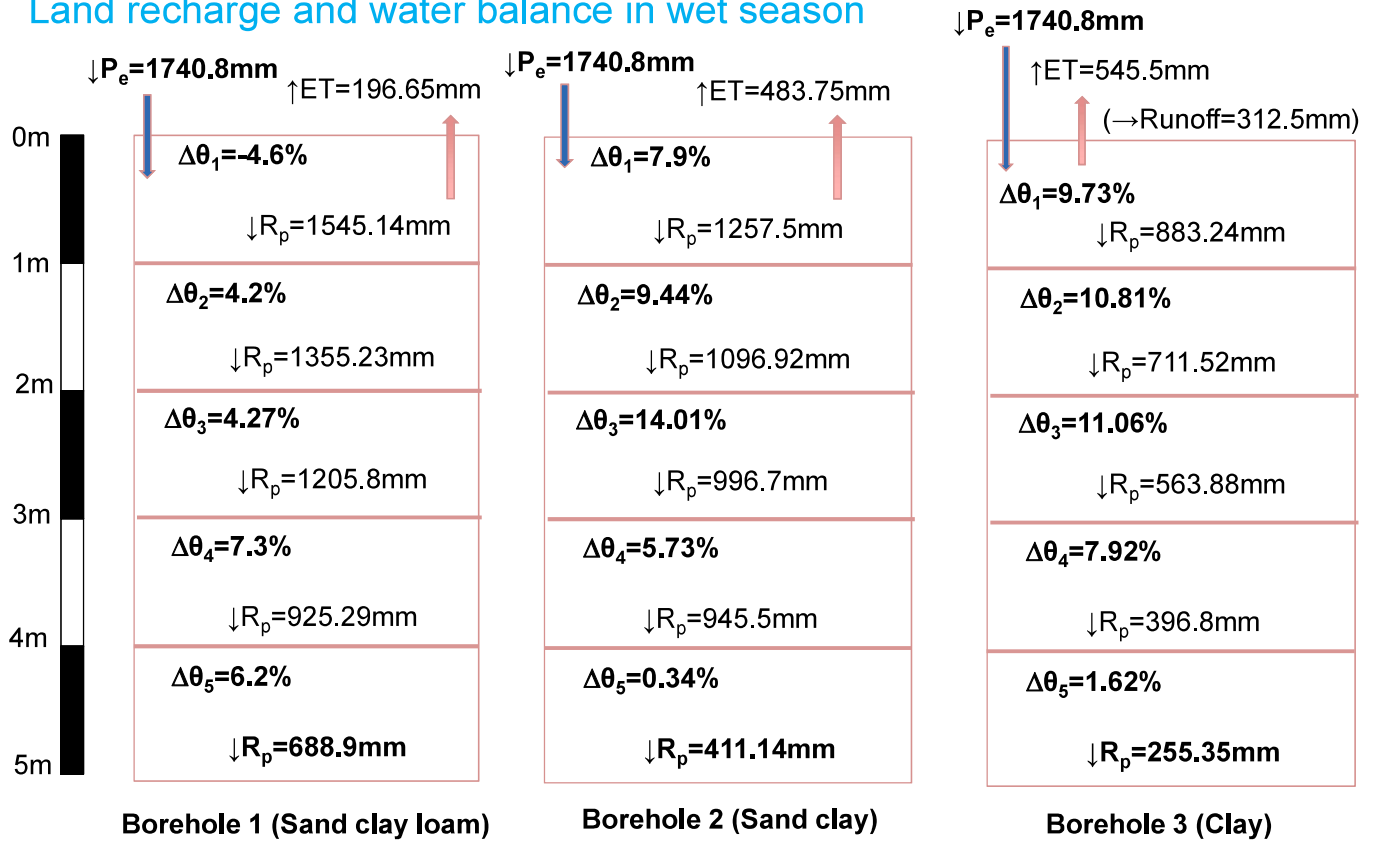 Land recharge and water balance in wet season
↓Pe=1740.8mm
↑ET=196.65mm
0m
Δθ1=-4.6%
↓Rp=1545.14mm
1m
Δθ2=4.2%
↓Rp=1355.23mm
2m
Δθ3=4.27%
↓Rp=1205.8mm
3m
Δθ4=7.3%
↓Rp=925.29mm
4m
Δθ5=6.2%
↓Rp=688.9mm
5m
Borehole 1 (Sand clay loam)
↓Pe=1740.8mm
↑ET=483.75mm
Δθ1=7.9%
↓Rp=1257.5mm
Δθ2=9.44%
↓Rp=1096.92mm
Δθ3=14.01%
↓Rp=996.7mm
Δθ4=5.73%
↓Rp=945.5mm
Δθ5=0.34%
↓Rp=411.14mm
Borehole 2 (Sand clay)
↓Pe=1740.8mm
↑ET=545.5mm
(→Runoff=312.5mm)
Δθ1=9.73%
↓Rp=883.24mm
Δθ2=10.81%
↓Rp=711.52mm
Δθ3=11.06%
↓Rp=563.88mm
Δθ4=7.92%
↓Rp=396.8mm
Δθ5=1.62%
↓Rp=255.35mm
Borehole 3 (Clay)